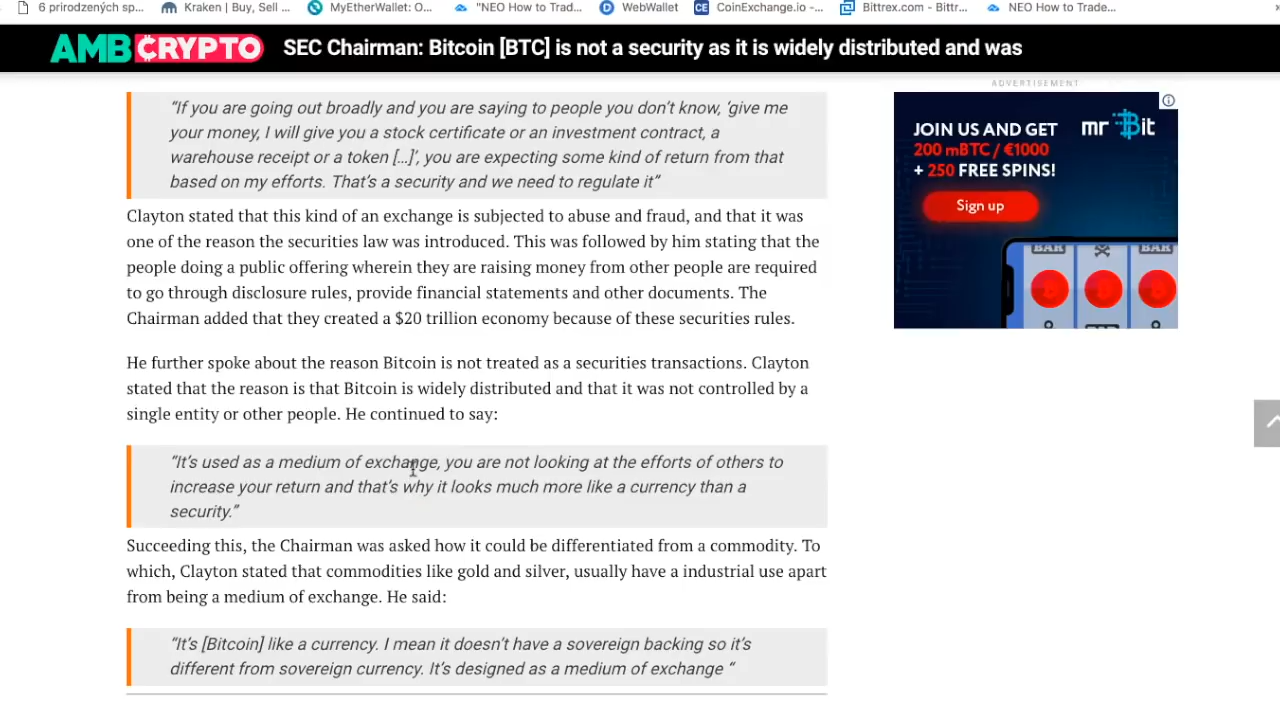 6 prirodzených sp... Kraken | Buy, Sell ... MyEtherWallet: O... "NEO How to Trad... WebWallet CoinExchange.io -... Bittrex.com - Bittr... NEO How to Trade...
AMBCRYPTO SEC Chairman: Bitcoin [BTC] is not a security as it is widely distributed and was
ADVERTISEMENT
“If you are going out broadly and you are saying to people you don’t know, ‘give me
your money, I will give you a stock certificate or an investment contract, a
warehouse receipt or a token […]’, you are expecting some kind of return from that
based on my efforts. That’s a security and we need to regulate it”
Clayton stated that this kind of an exchange is subjected to abuse and fraud, and that it was
one of the reason the securities law was introduced. This was followed by him stating that the
people doing a public offering wherein they are raising money from other people are required
to go through disclosure rules, provide financial statements and other documents. The
Chairman added that they created a $20 trillion economy because of these securities rules.
He further spoke about the reason Bitcoin is not treated as a securities transactions. Clayton
stated that the reason is that Bitcoin is widely distributed and that it was not controlled by a
single entity or other people. He continued to say:
“It’s used as a medium of exchange, you are not looking at the efforts of others to
increase your return and that’s why it looks much more like a currency than a
security.”
Succeeding this, the Chairman was asked how it could be differentiated from a commodity. To
which, Clayton stated that commodities like gold and silver, usually have a industrial use apart
from being a medium of exchange. He said:
“It’s [Bitcoin] like a currency. I mean it doesn’t have a sovereign backing so it’s
different from sovereign currency. It’s designed as a medium of exchange “
JOIN US AND GET
200 mBTC / €1000
+ 250 FREE SPINS!
mr Bit
Sign up
BAR BAR